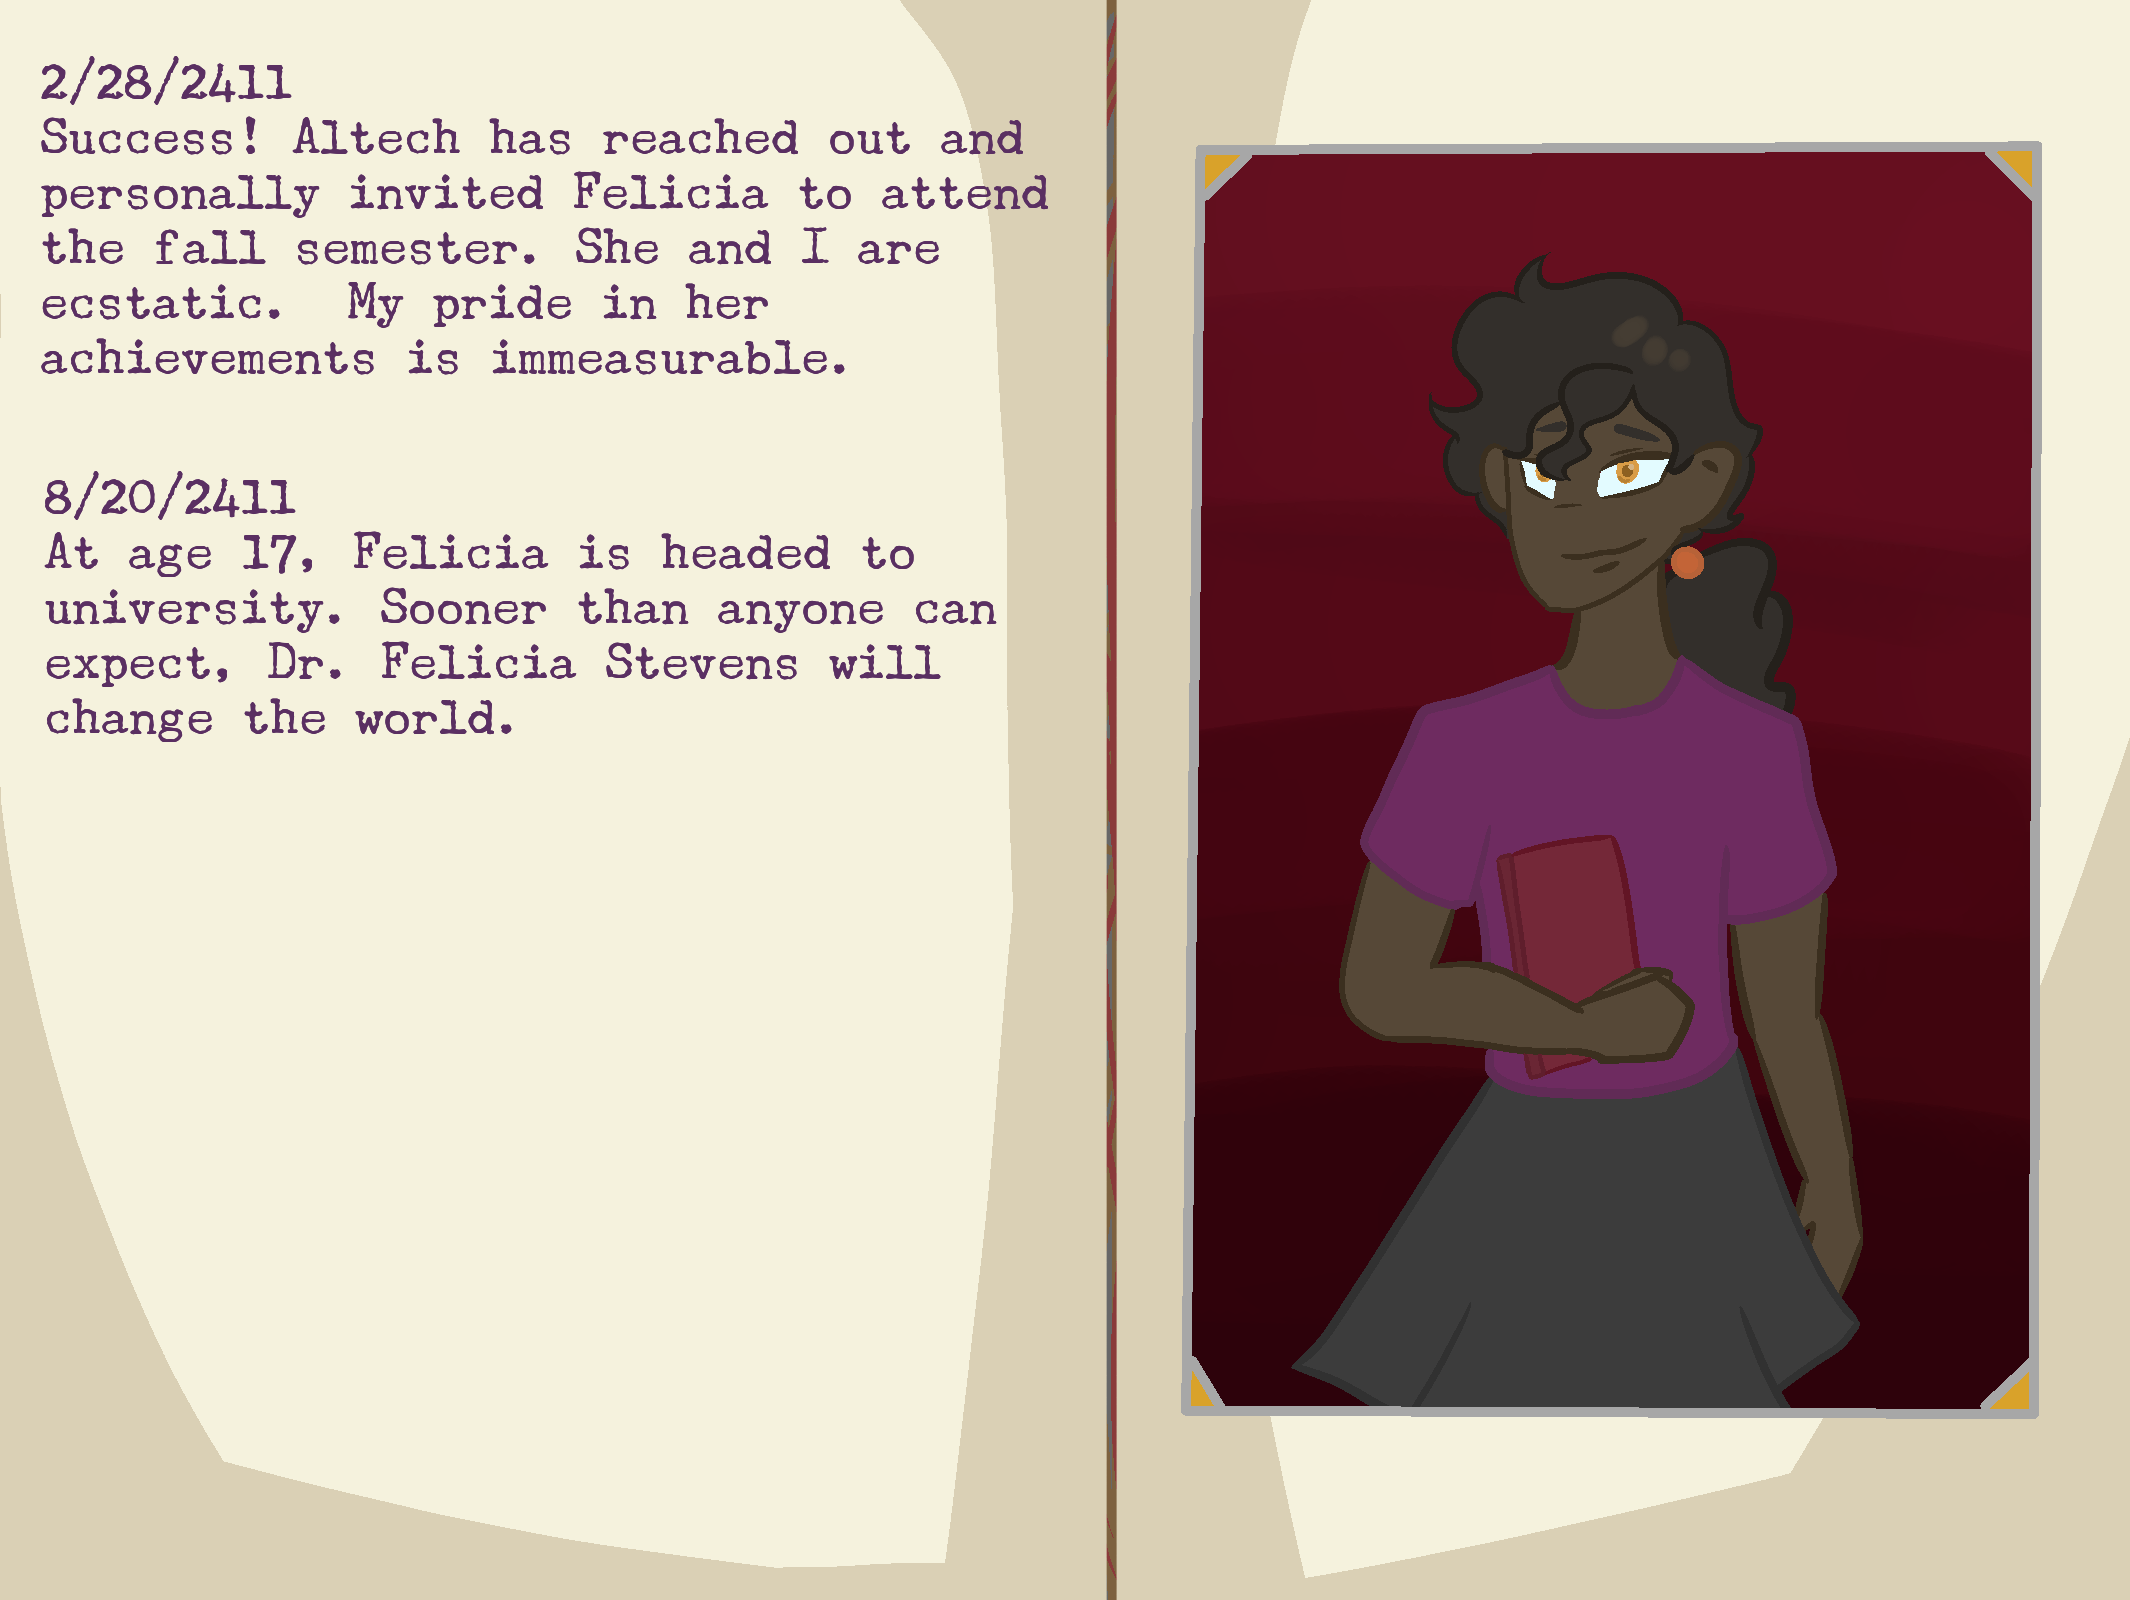 2/28/2411
Success! Altech has reached out and
personally invited Felicia to attend
the fall semester. She and I are
ecstatic.  My pride in her
achievements is immeasurable.
8/20/2411
At age 17, Felicia is headed to
university. Sooner than anyone can
expect, Dr. Felicia Stevens will
change the world.